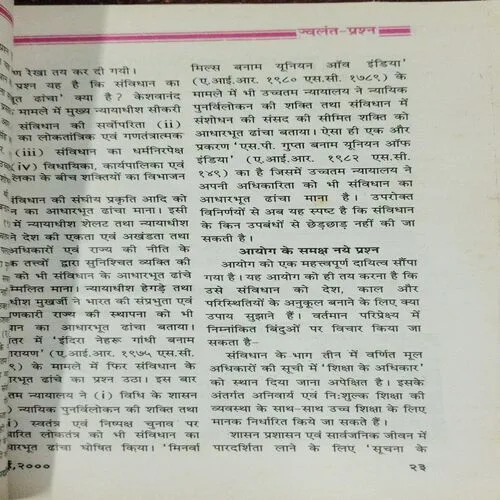 ज्वलंत-प्रश्न
ण रेखा तय कर दी गयी।
प्रश्न यह है कि संविधान का
भूत ढांचा' क्या है? केशवानंद
मामले में मुख्य न्यायाधीश सीकरी
संविधान की सर्वोपरिता (ii)
का लोकतांत्रिक एवं गणतंत्रात्मक
(iii) संविधान का धर्मनिरपेक्ष
(iv) विधायिका, कार्यपालिका एवं
लिका के बीच शक्तियों का विभाजन
विधान की संघीय प्रकृति आदि को
न का आधारभूत ढांचा माना। इसी
में न्यायाधीश शेलट तथा न्यायाधीश
ने देश की एकता एवं अखंडता तथा
अधिकारों एवं राज्य की नीति के
क तत्त्वों द्वारा सुनिश्चित व्यक्ति की
को भी संविधान के आधारभूत ढांचे
म्मलित माना। न्यायाधीश हेगड़े तथा
धीश मुखर्जी ने भारत की संप्रभुता एवं
णकारी राज्य की स्थापना को भी
ान का आधारभूत ढांचा बताया।
तर में 'इंदिरा नेहरू गांधी बनाम
रायण' (ए.आई.आर. १९७५ एस.सी.
९) के मामले में फिर संविधान के
रभूत ढांचे का प्रश्न उठा। इस बार
तम न्यायालय ने (i) विधि के शासन
न्यायिक पुनर्विलोकन की शक्ति तथा
) स्वतंत्र एवं निष्पक्ष चुनाव पर
ारित लोकतंत्र को भी संविधान का
ारभूत ढांचा घोषित किया। 'मिनर्वा
ई,२०००
मिल्स बनाम यूनियन ऑव इंडिया'
(ए.आई.आर. १९८० एस.सी. १७८९) के
मामले में भी उच्चतम न्यायालय ने न्यायिक
पुनर्विलोकन की शक्ति तथा संविधान में
संशोधन की संसद की सीमित शक्ति को
आधारभूत ढांचा बताया। ऐसा ही एक और
प्रकरण 'एस.पी. गुप्ता बनाम यूनियन ऑफ
इंडिया' (ए.आई.आर. १९८२ एस.सी.
१४९) का है जिसमें उच्चतम न्यायालय ने
अपनी अधिकारिता को भी संविधान का
आधारभूत ढांचा माना है। उपरोक्त
विनिर्णयों से अब यह स्पष्ट है कि संविधान
के किन उपबंधों से छेड़छाड़ नहीं की जा
सकती है।
आयोग के समक्ष नये प्रश्न
आयोग को एक महत्त्वपूर्ण दायित्व सौंपा
गया है। यह आयोग को ही तय करना है कि
उसे संविधान को देश, काल और
परिस्थितियों के अनुकूल बनाने के लिए क्या
उपाय सुझाने हैं। वर्तमान परिप्रेक्ष्य में
निम्नांकित बिंदुओं पर विचार किया जा
सकता है–
संविधान के भाग तीन में वर्णित मूल
अधिकारों की सूची में 'शिक्षा के अधिकार'
को स्थान दिया जाना अपेक्षित है। इसके
अंतर्गत अनिवार्य एवं नि:शुल्क शिक्षा की
व्यवस्था के साथ-साथ उच्च शिक्षा के लिए
मानक निर्धारित किये जा सकते हैं।
शासन प्रशासन एवं सार्वजनिक जीवन में
पारदर्शिता लाने के लिए 'सूचना के
२३